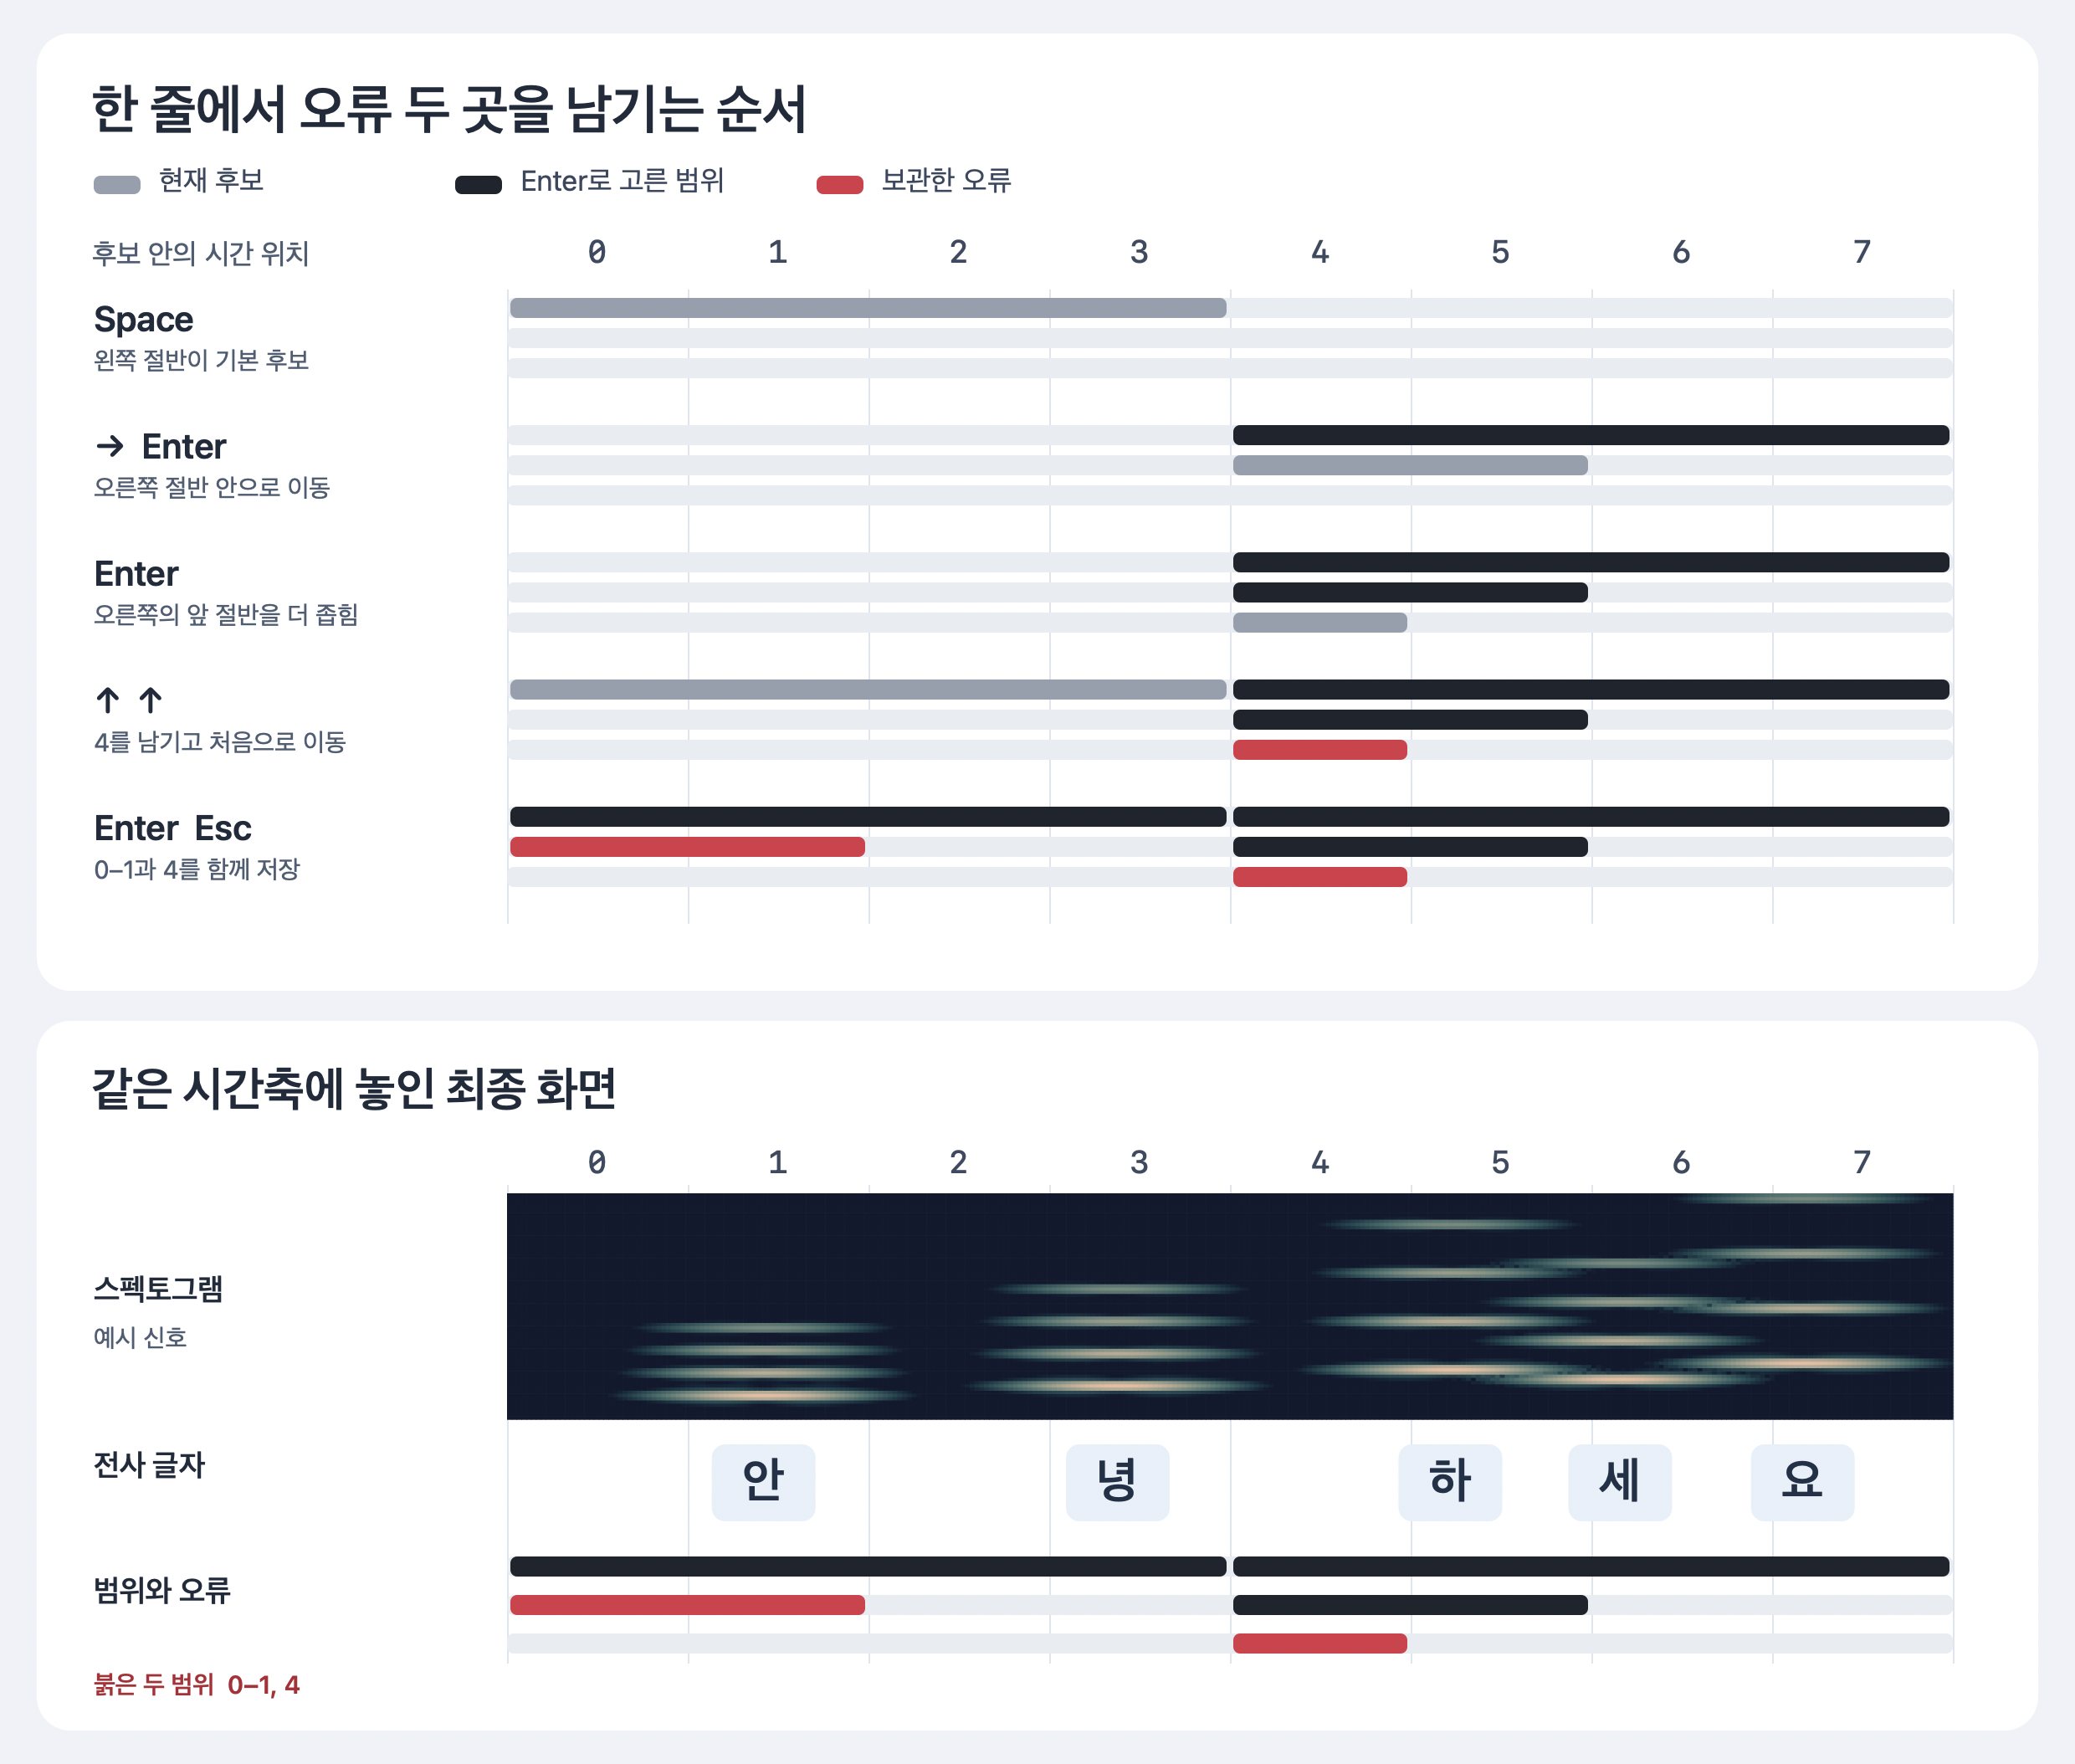 한 줄에서 오류 두 곳을 남기는 순서
현재 후보 Enter로 고른 범위 보관한 오류
후보 안의 시간 위치 0 1 2 3 4 5 6 7
Space
왼쪽 절반이 기본 후보
→ Enter
오른쪽 절반 안으로 이동
Enter
오른쪽의 앞 절반을 더 좁힘
↑ ↑
4를 남기고 처음으로 이동
Enter Esc
0–1과 4를 함께 저장
같은 시간축에 놓인 최종 화면
0 1 2 3 4 5 6 7
스펙토그램
예시 신호
전사 글자 안 녕 하 세 요
범위와 오류
붉은 두 범위 0–1, 4